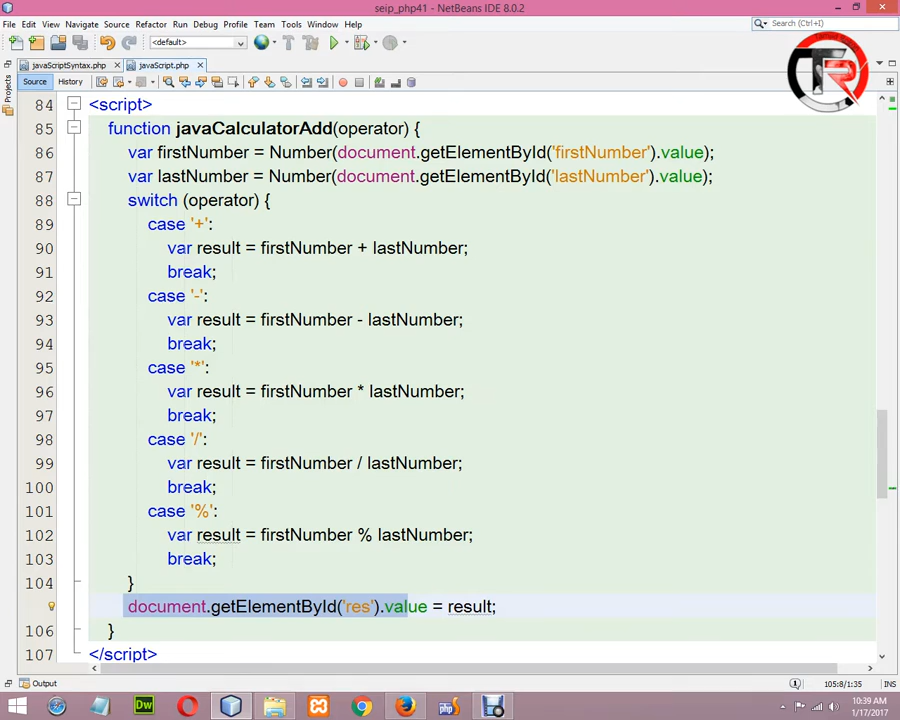 seip_php41 - NetBeans IDE 8.0.2
File Edit View Navigate Source Refactor Run Debug Profile Team Tools Window Help
Search (Ctrl+I)
<default>
javaScriptSyntax.php javaScript.php
Source History
Projects
TR
84 <script>
85 function javaCalculatorAdd(operator) {
86 var firstNumber = Number(document.getElementById('firstNumber').value);
87 var lastNumber = Number(document.getElementById('lastNumber').value);
88 switch (operator) {
89 case '+':
90 var result = firstNumber + lastNumber;
91 break;
92 case '-':
93 var result = firstNumber - lastNumber;
94 break;
95 case '*':
96 var result = firstNumber * lastNumber;
97 break;
98 case '/':
99 var result = firstNumber / lastNumber;
100 break;
101 case '%':
102 var result = firstNumber % lastNumber;
103 break;
104 }
document.getElementById('res').value = result;
106 }
107 </script>
Output
105:8/1:35 INS
Dw
php
10:39 AM
1/17/2017